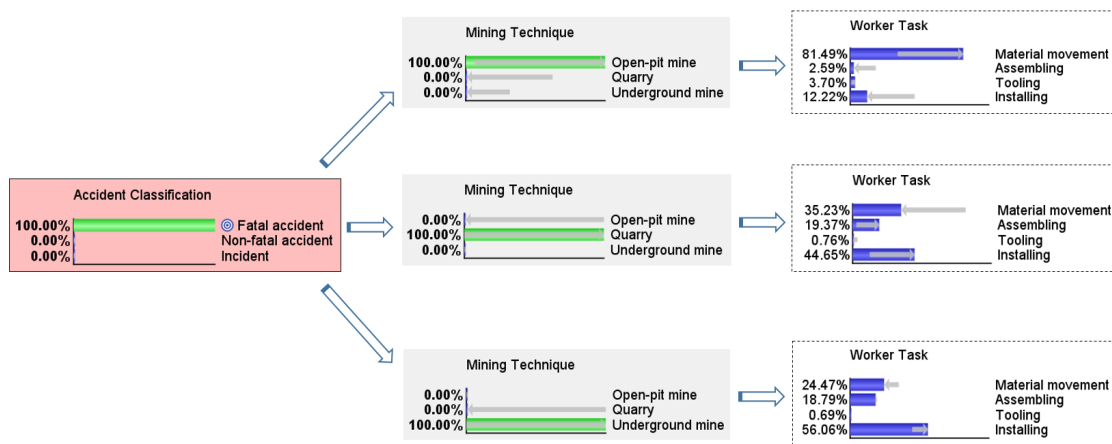 Mining Technique
100.00% Open-pit mine
0.00% Quarry
0.00% Underground mine
Worker Task
81.49% Material movement
2.59% Assembling
3.70% Tooling
12.22% Installing
Accident Classification
100.00% Fatal accident
0.00% Non-fatal accident
0.00% Incident
Mining Technique
0.00% Open-pit mine
100.00% Quarry
0.00% Underground mine
Worker Task
35.23% Material movement
19.37% Assembling
0.76% Tooling
44.65% Installing
Mining Technique
0.00% Open-pit mine
0.00% Quarry
100.00% Underground mine
Worker Task
24.47% Material movement
18.79% Assembling
0.69% Tooling
56.06% Installing